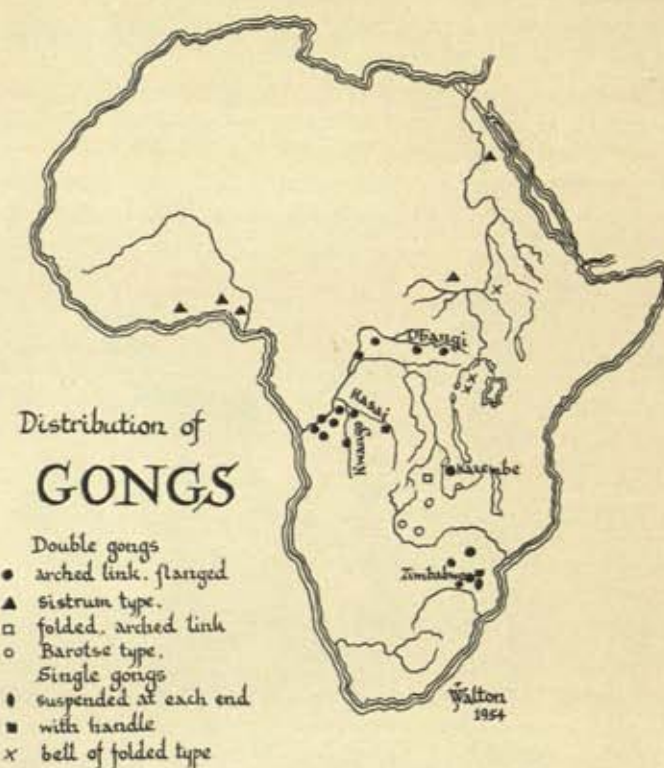 Ubangi
Kasai
Kwango
Kazembe
Zimbabwe
Distribution of
GONGS
Double gongs
arched link. flanged
sistrum type.
folded. arched link
Barotse type.
Single gongs
suspended at each end
with handle
bell of folded type
Walton
1954